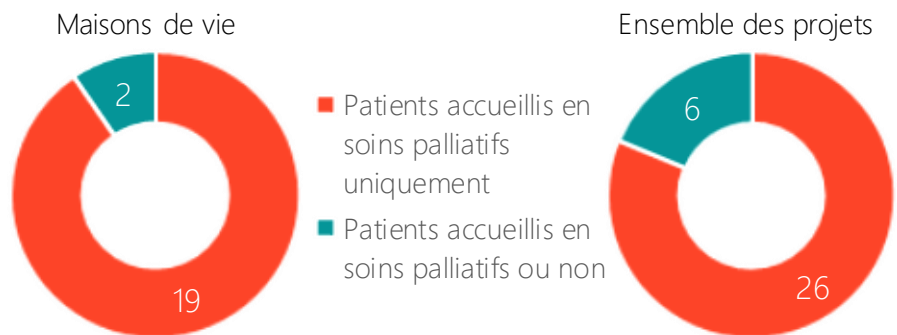 Maisons de vie
Ensemble des projets
2
19
Patients accueillis en
soins palliatifs
uniquement
Patients accueillis en
soins palliatifs ou non
6
26